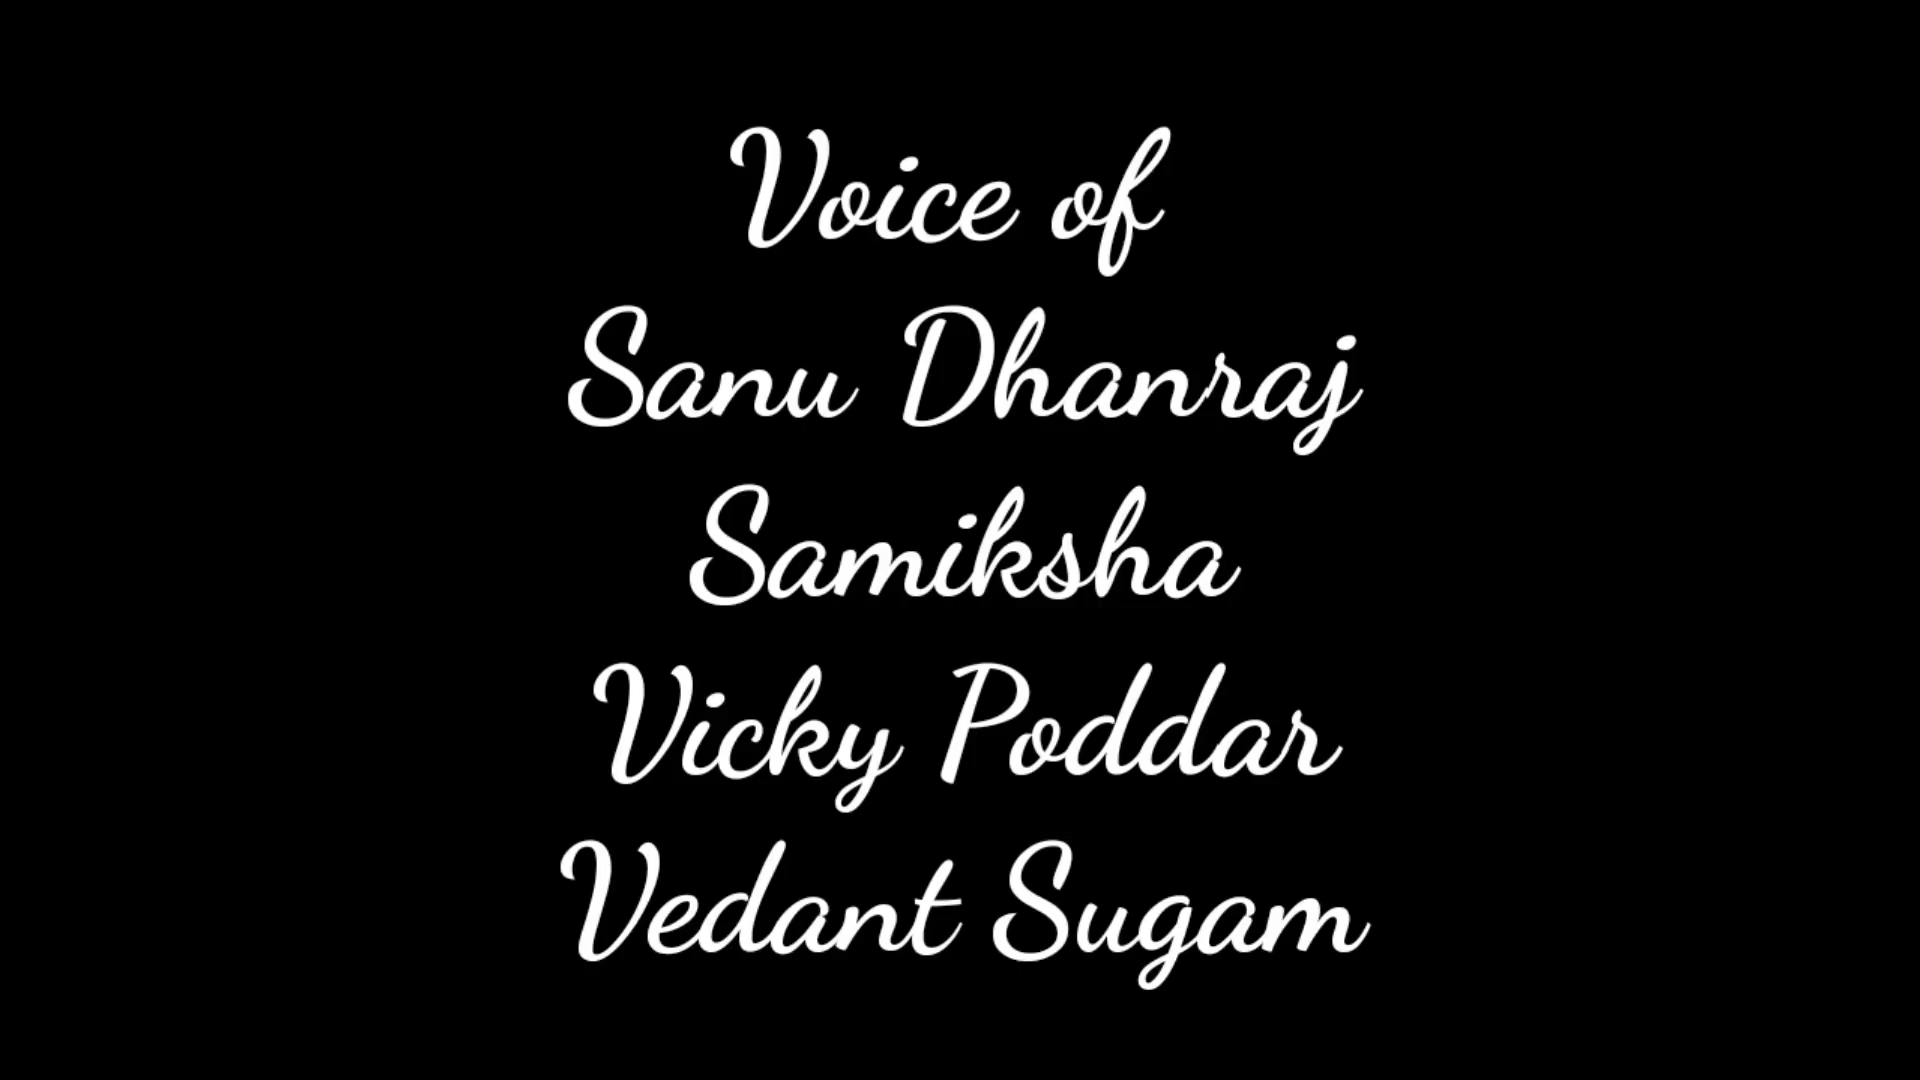 Voice of
Sanu Dhanraj
Samiksha
Vicky Poddar
Vedant Sugam